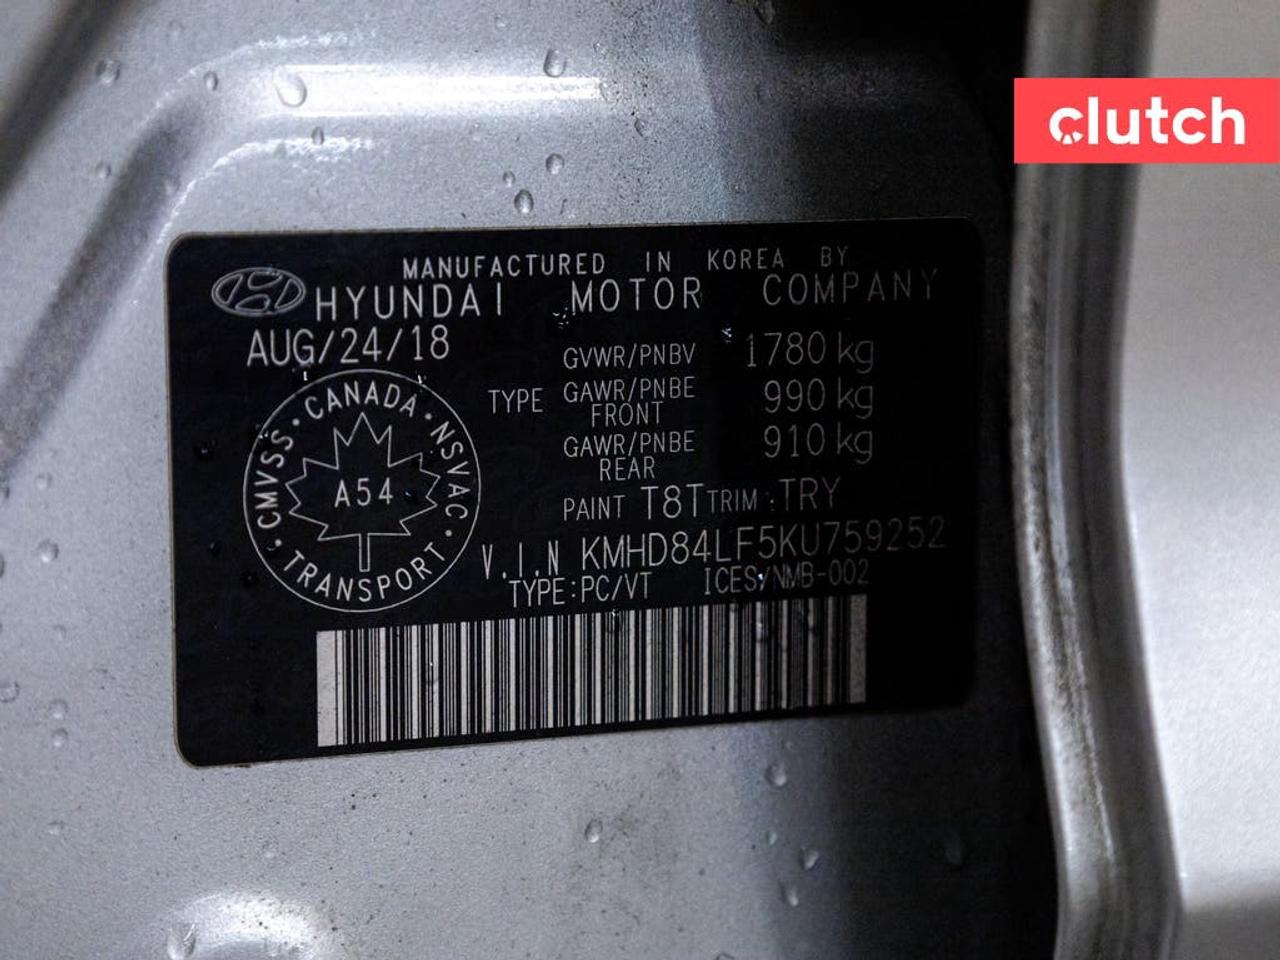 clutch
MANUFACTURED IN KOREA BY
HYUNDAI MOTOR COMPANY
AUG/24/18
GVWR/PNBV 1780 kg
TYPE GAWR/PNBE FRONT 990 kg
GAWR/PNBE REAR 910 kg
PAINT T8T TRIM : TRY
V.I.N KMHD84LF5KU759252
TYPE:PC/VT ICES/NMB-002
CMVSS · CANADA · NSVAC · TRANSPORT ·
A54